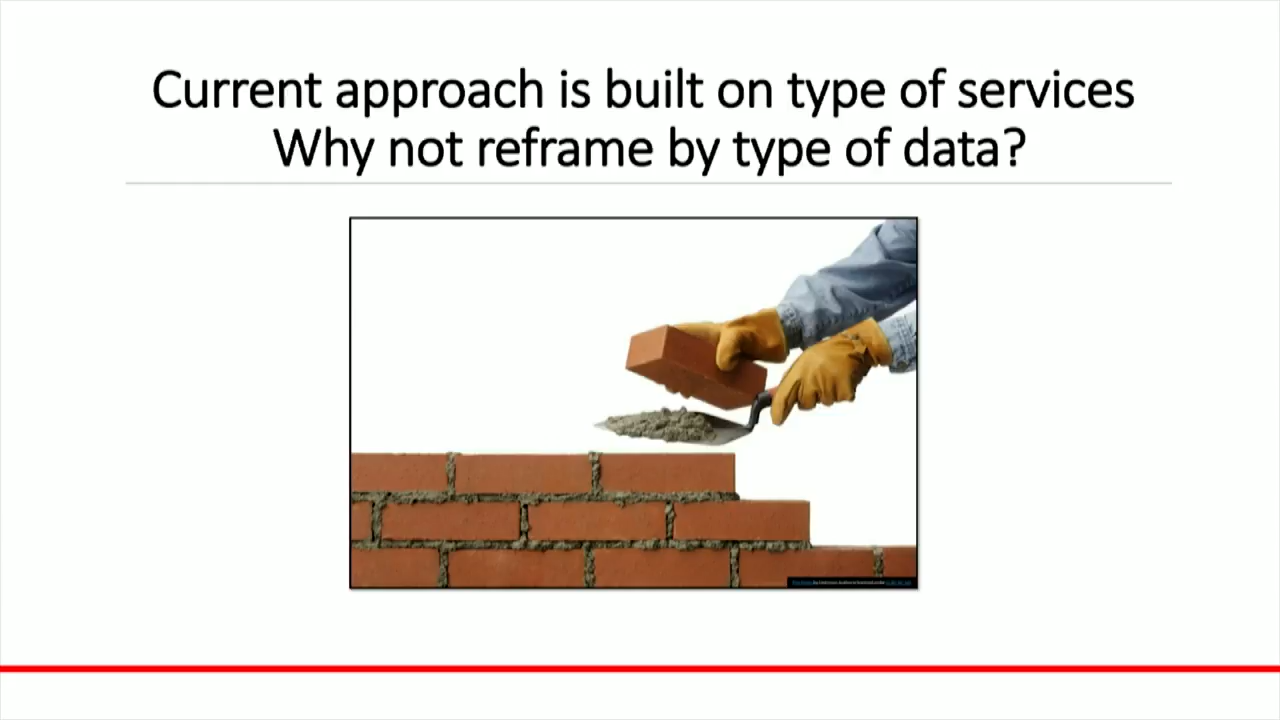 Current approach is built on type of services
Why not reframe by type of data?